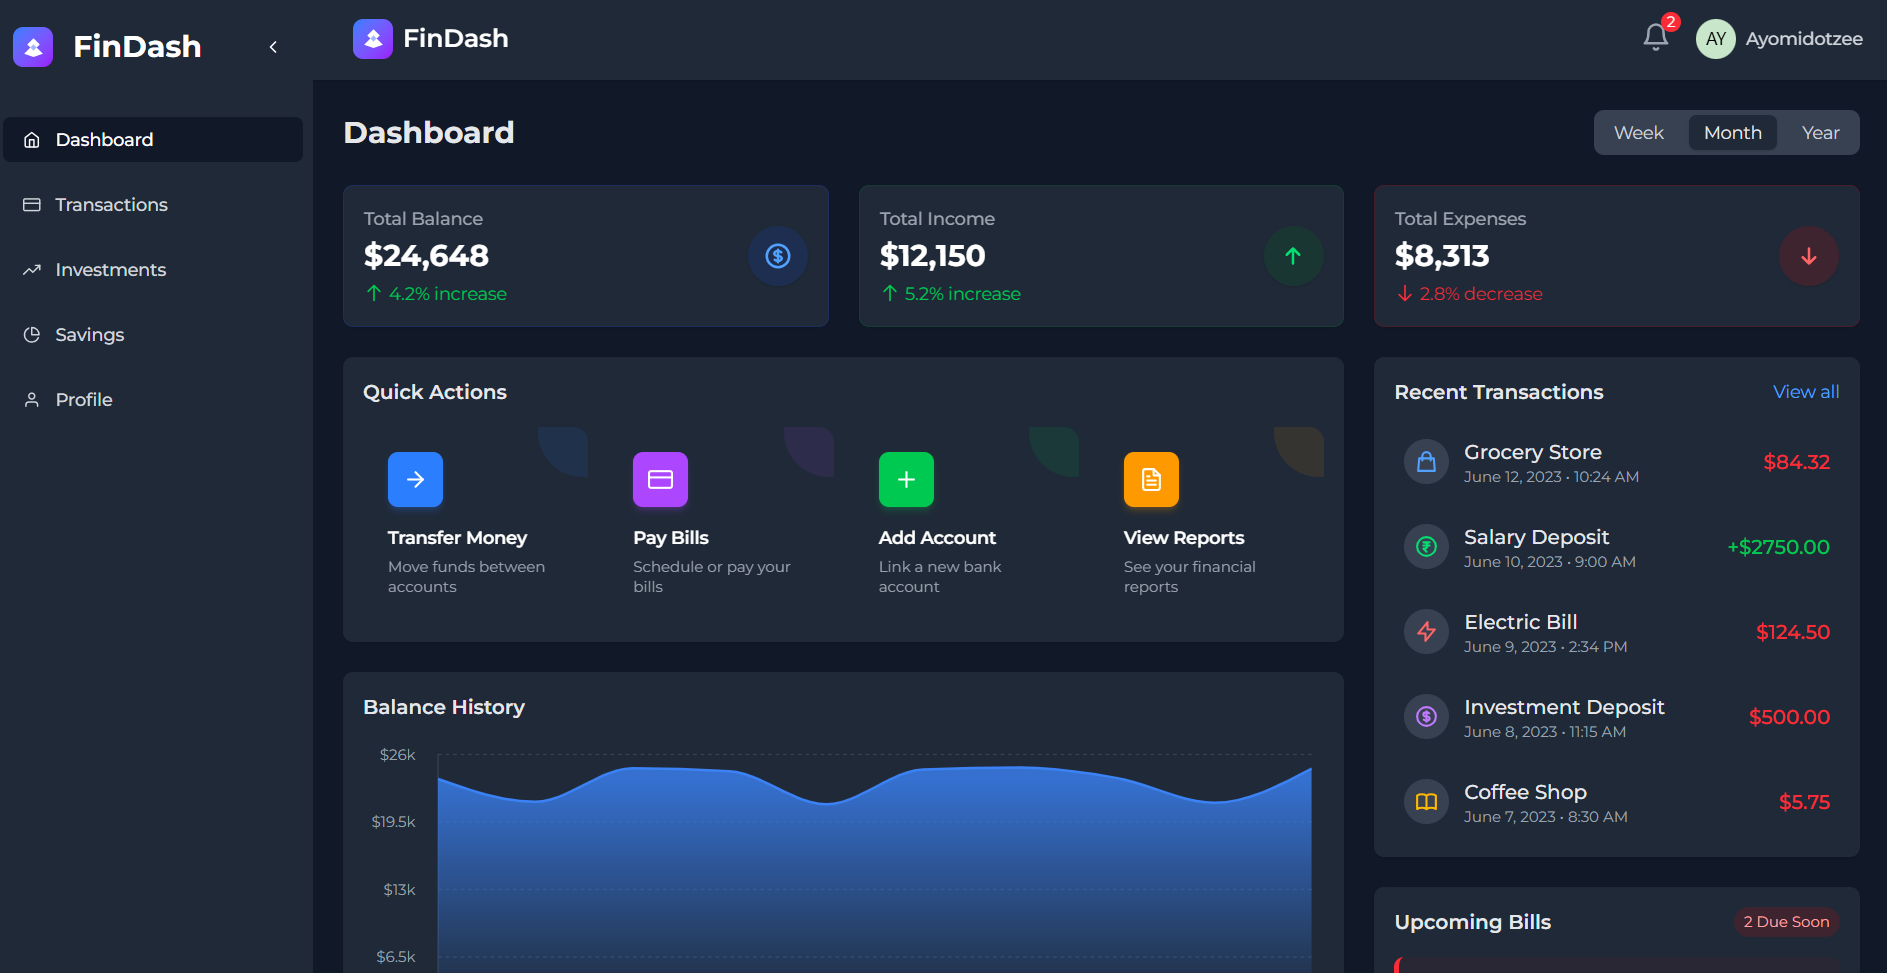 FinDash
Dashboard
Transactions
Investments
Savings
Profile
FinDash
2
AY
Ayomidotzee
Dashboard
Week
Month
Year
Total Balance
$24,648
4.2% increase
Total Income
$12,150
5.2% increase
Total Expenses
$8,313
2.8% decrease
Quick Actions
Transfer Money
Move funds between
accounts
Pay Bills
Schedule or pay your
bills
Add Account
Link a new bank
account
View Reports
See your financial
reports
Balance History
$26k
$19.5k
$13k
$6.5k
Recent Transactions
View all
Grocery Store
June 12, 2023 • 10:24 AM
$84.32
Salary Deposit
June 10, 2023 • 9:00 AM
+$2750.00
Electric Bill
June 9, 2023 • 2:34 PM
$124.50
Investment Deposit
June 8, 2023 • 11:15 AM
$500.00
Coffee Shop
June 7, 2023 • 8:30 AM
$5.75
Upcoming Bills
2 Due Soon